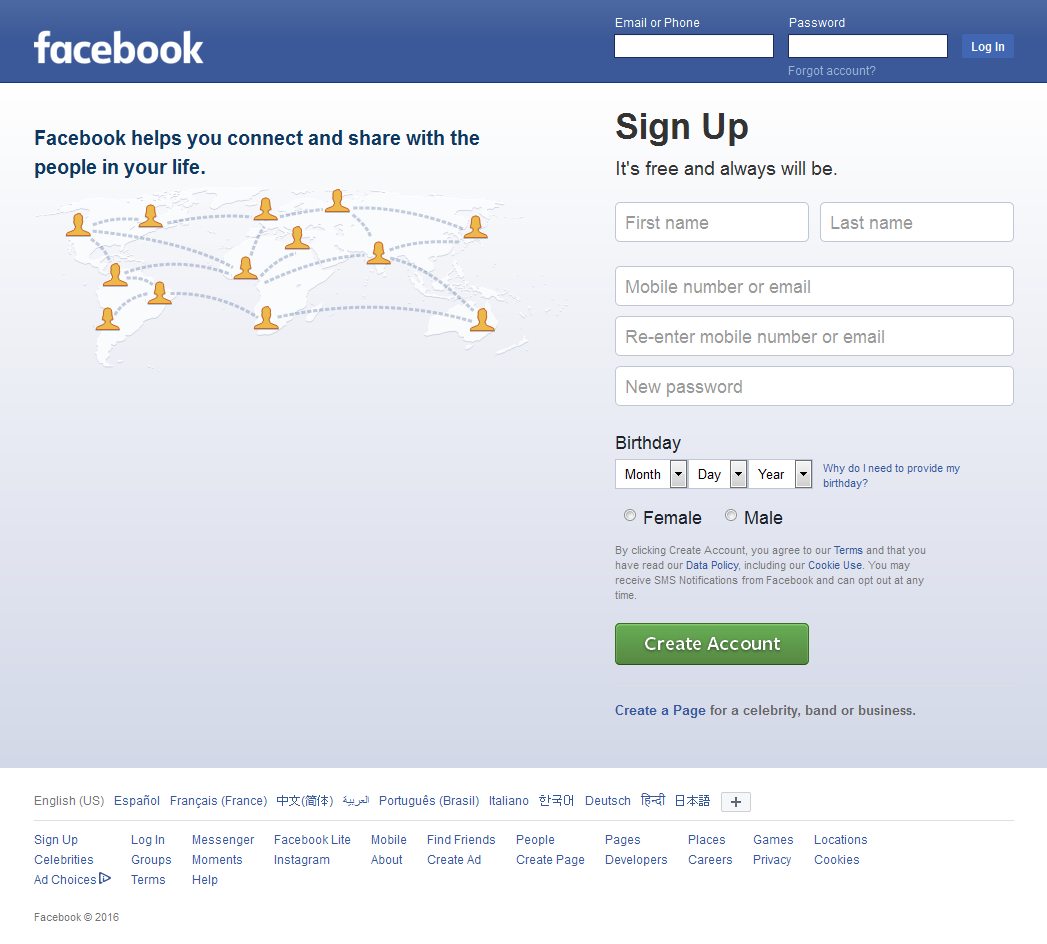 facebook
Email or Phone
Password
Log In
Forgot account?
Facebook helps you connect and share with the
people in your life.
Sign Up
It's free and always will be.
First name
Last name
Mobile number or email
Re-enter mobile number or email
New password
Birthday
Month
Day
Year
Why do I need to provide my
birthday?
Female
Male
By clicking Create Account, you agree to our Terms and that you
have read our Data Policy, including our Cookie Use. You may
receive SMS Notifications from Facebook and can opt out at any
time.
Create Account
Create a Page for a celebrity, band or business.
English (US) Español Français (France) 中文(简体) العربية Português (Brasil) Italiano 한국어 Deutsch हिन्दी 日本語 +
Sign Up Log In Messenger Facebook Lite Mobile Find Friends People Pages Places Games Locations
Celebrities Groups Moments Instagram About Create Ad Create Page Developers Careers Privacy Cookies
Ad Choices Terms Help
Facebook © 2016